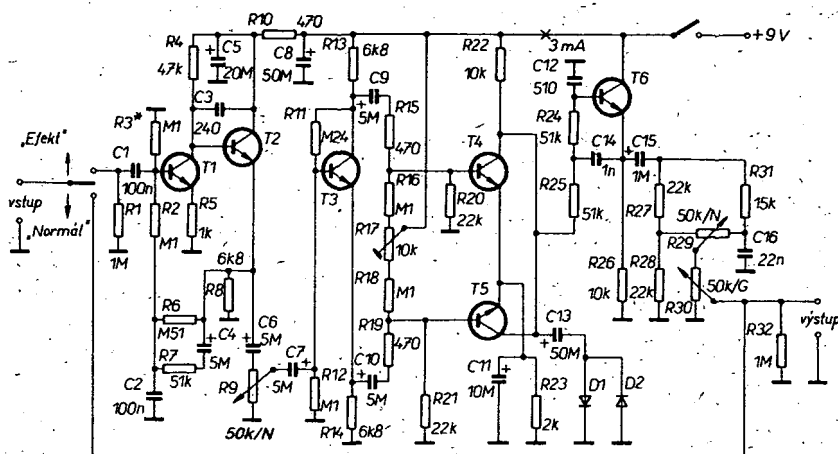 R10 470
R4
47k
C5
20M
C8
50M
R13
6k8
R22
10k
3 mA
+9V
C9
5M
C12
510
T6
"Efekt"
R3*
M1
C3
240
T2
R11
M24
R15
470
T4
R24
51k
C14
1n
C15
1M
C1
100n
T1
T3
R16
M1
R20
22k
R31
15k
vstup
"Normál"
R1
1M
R2
M1
R5
1k
R17
10k
R25
51k
R27
22k
50k/N
R29
C16
22n
6k8
R8
R18
M1
T5
R26
10k
R28
22k
50k/G
R30
R6
M51
C4
5M
C6
5M
C7
5M
R19
470
C13
50M
výstup
R7
51k
R9
R12
M1
C10
5M
C11
10M
R23
2k
D1
D2
R32
1M
C2
100n
50k/N
R14
6k8
R21
22k